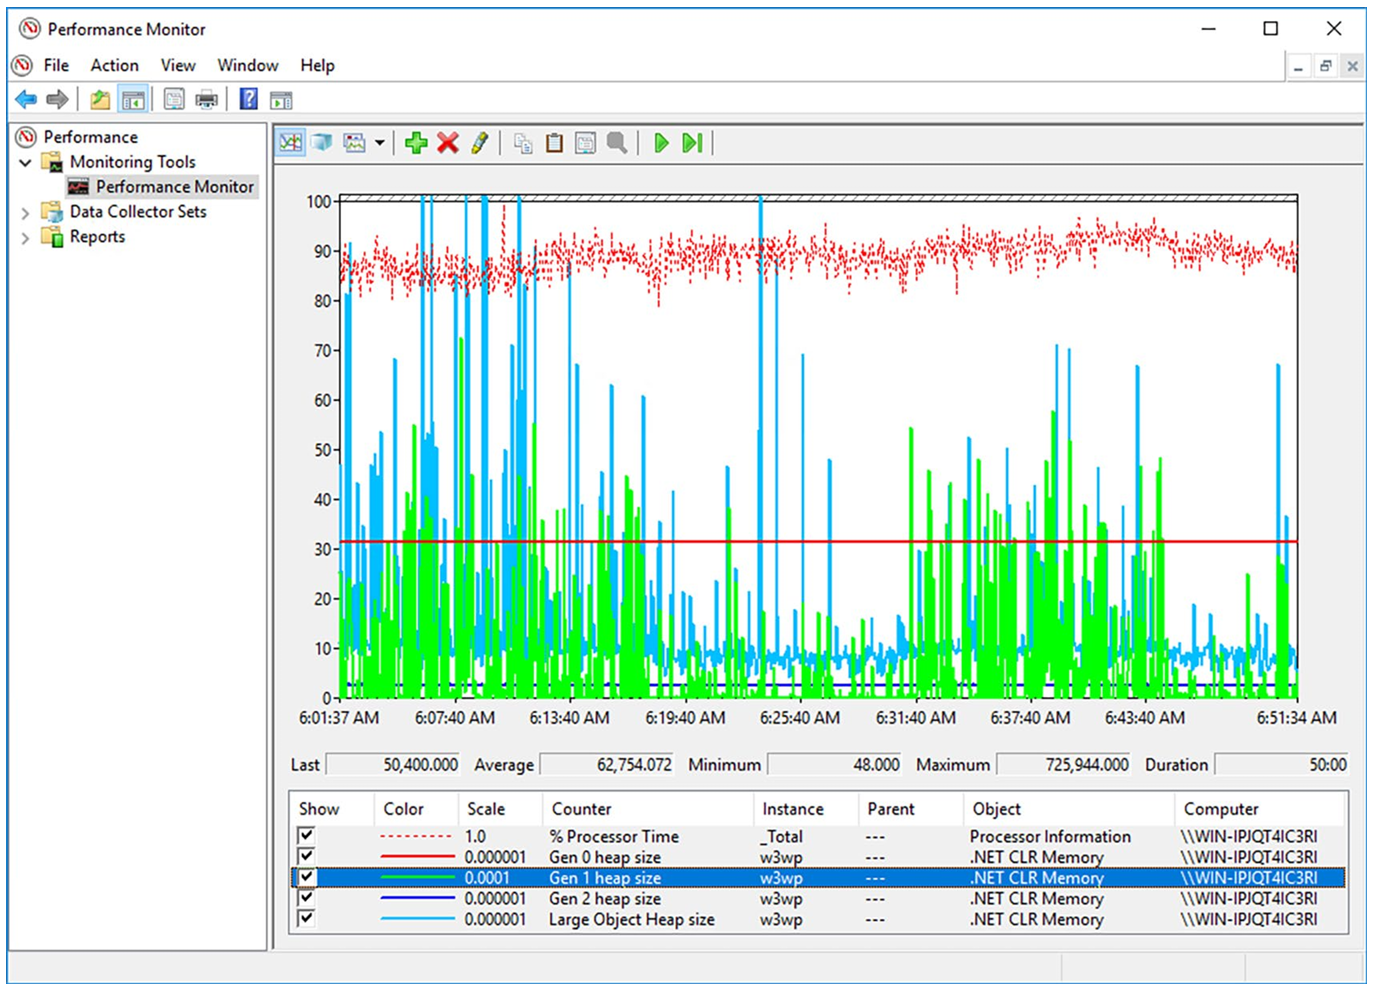 Performance Monitor
File Action View Window Help
Performance
Monitoring Tools
Performance Monitor
Data Collector Sets
Reports
100
90
80
70
60
50
40
30
20
10
0
6:01:37 AM 6:07:40 AM 6:13:40 AM 6:19:40 AM 6:25:40 AM 6:31:40 AM 6:37:40 AM 6:43:40 AM 6:51:34 AM
Last 50,400.000 Average 62,754.072 Minimum 48.000 Maximum 725,944.000 Duration 50:00
Show Color Scale Counter Instance Parent Object Computer
1.0 % Processor Time _Total --- Processor Information \\WIN-IPJQT4IC3RI
0.000001 Gen 0 heap size w3wp --- .NET CLR Memory \\WIN-IPJQT4IC3RI
0.0001 Gen 1 heap size w3wp --- .NET CLR Memory \\WIN-IPJQT4IC3RI
0.000001 Gen 2 heap size w3wp --- .NET CLR Memory \\WIN-IPJQT4IC3RI
0.000001 Large Object Heap size w3wp --- .NET CLR Memory \\WIN-IPJQT4IC3RI